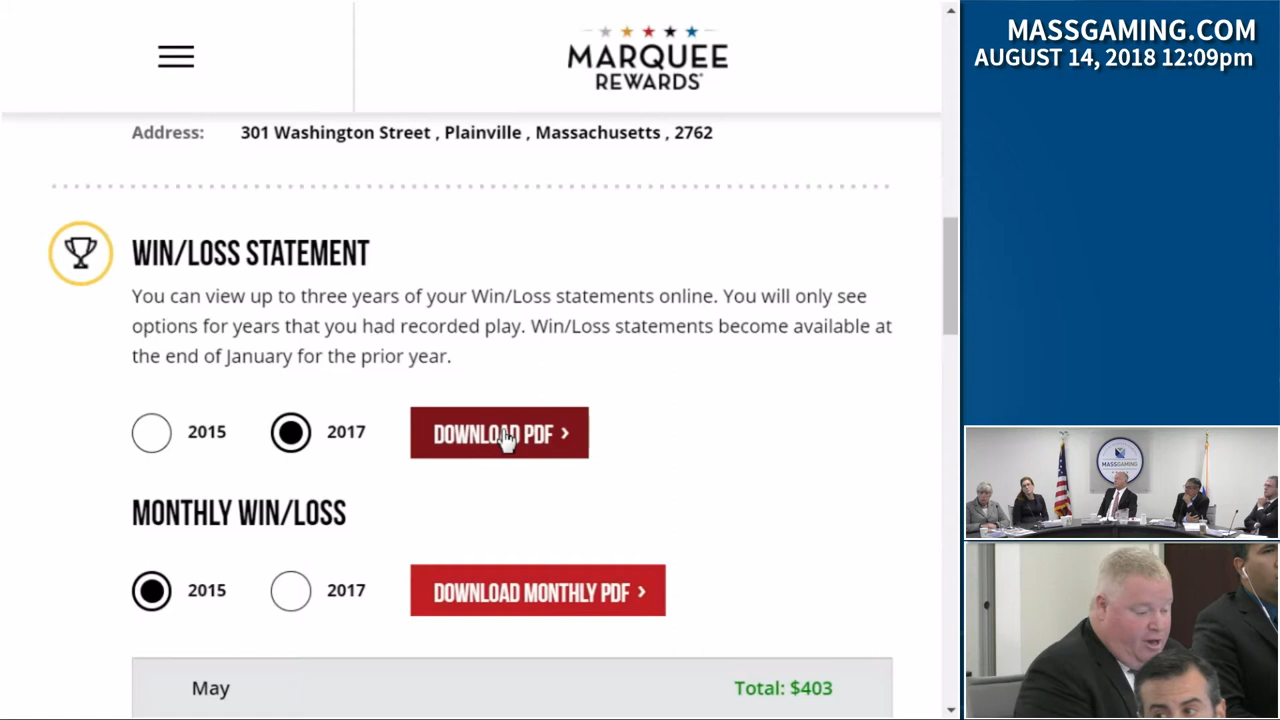 MARQUEE
REWARDS®
Address: 301 Washington Street , Plainville , Massachusetts , 2762
WIN/LOSS STATEMENT
You can view up to three years of your Win/Loss statements online. You will only see
options for years that you had recorded play. Win/Loss statements become available at
the end of January for the prior year.
2015 2017 DOWNLOAD PDF ›
MONTHLY WIN/LOSS
2015 2017 DOWNLOAD MONTHLY PDF ›
May Total: $403
MASSGAMING.COM
AUGUST 14, 2018 12:09pm
MASSGAMING